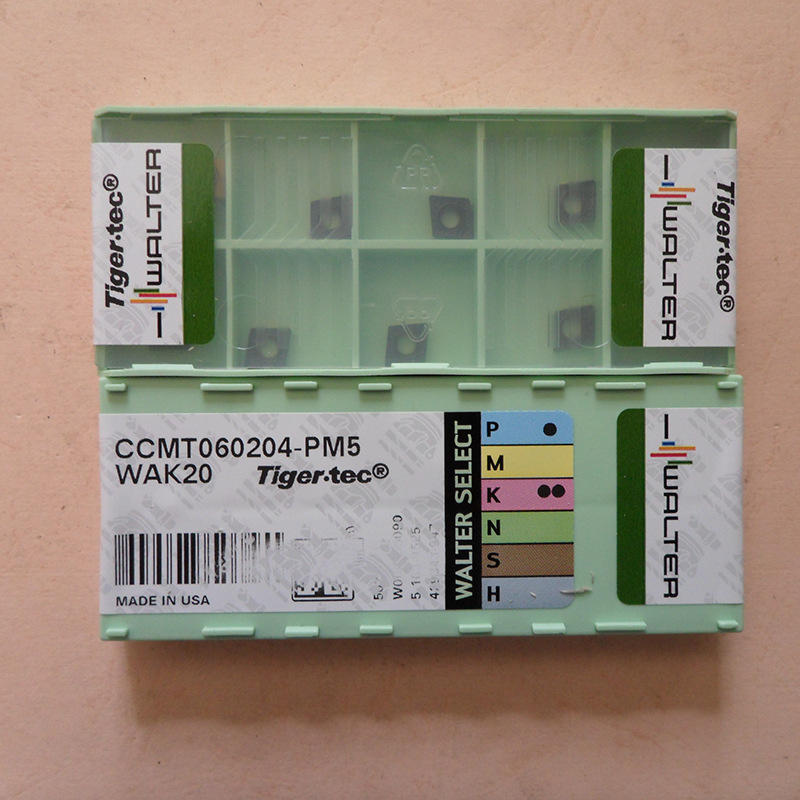 Tiger·tec®
WALTER
Tiger·tec®
WALTER
CCMT060204-PM5
WAK20 Tiger·tec®
MADE IN USA
WALTER SELECT
P
M
K
N
S
H
WALTER